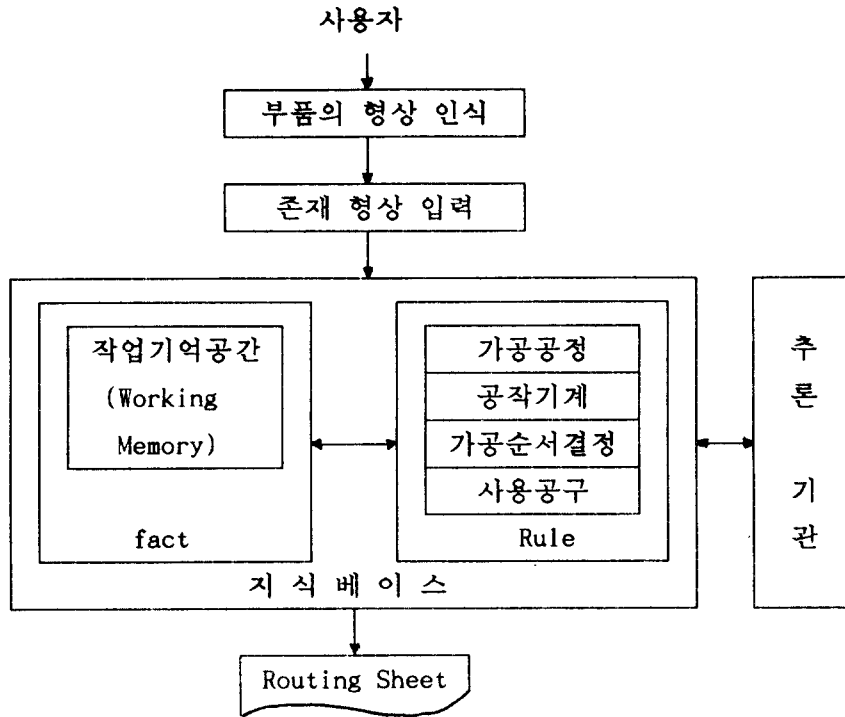 사용자
부품의 형상 인식
존재 형상 입력
작업기억공간
(Working
Memory)
fact
가공공정
공작기계
가공순서결정
사용공구
Rule
지 식 베 이 스
추
론
기
관
Routing Sheet